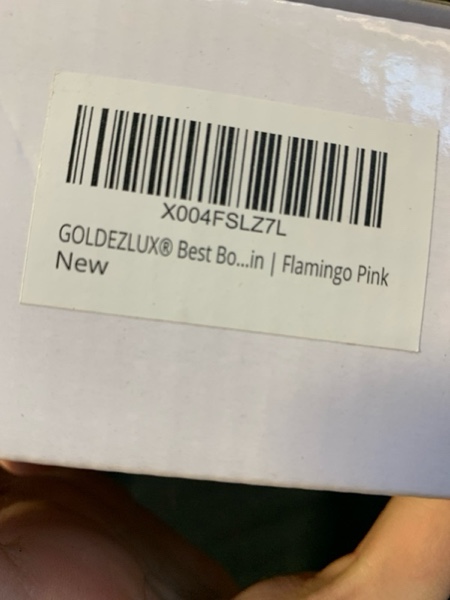 X004FSLZ7L
GOLDEZLUX® Best Bo...in | Flamingo Pink
New